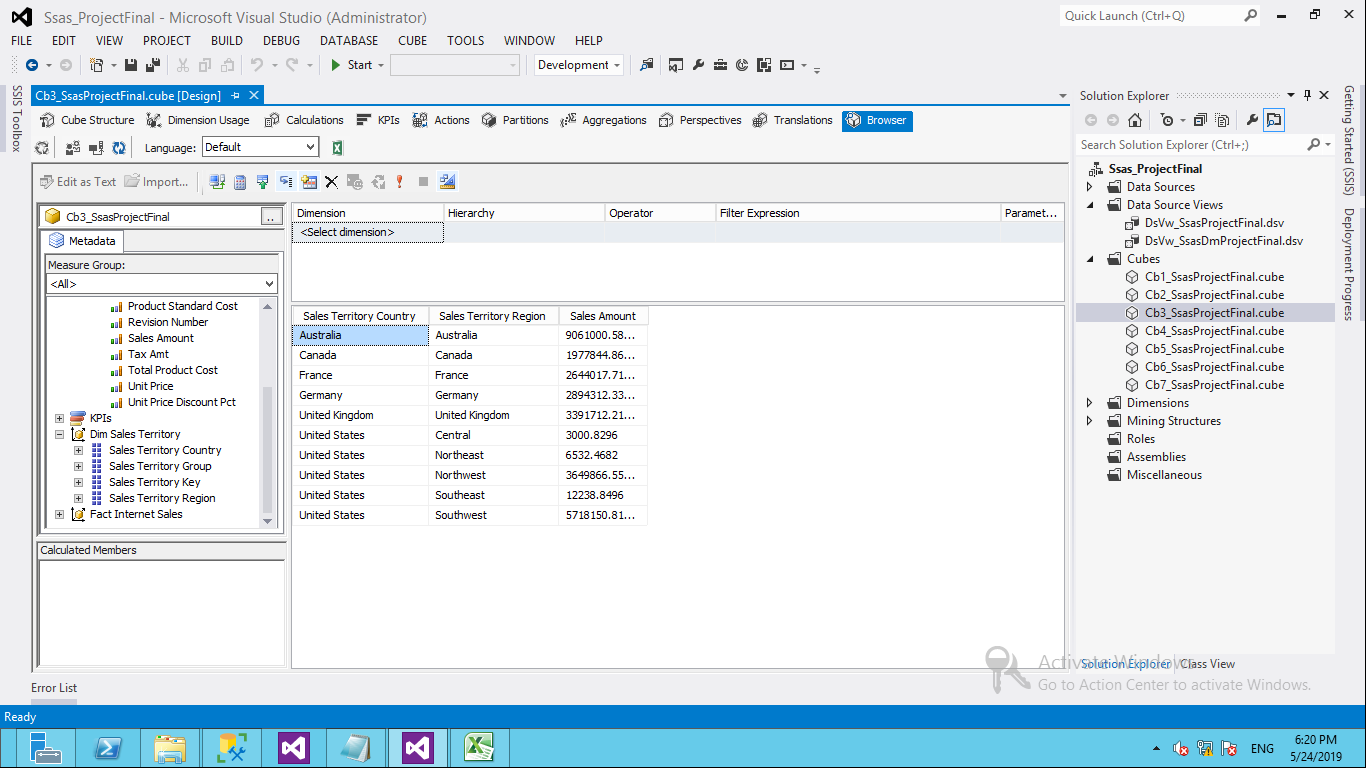 Ssas_ProjectFinal - Microsoft Visual Studio (Administrator)
Quick Launch (Ctrl+Q)
FILE EDIT VIEW PROJECT BUILD DEBUG DATABASE CUBE TOOLS WINDOW HELP
Start
Development
SSIS Toolbox
Cb3_SsasProjectFinal.cube [Design]
Cube Structure Dimension Usage Calculations KPIs Actions Partitions Aggregations Perspectives Translations Browser
Language: Default
Edit as Text Import...
Cb3_SsasProjectFinal ..
Metadata
Measure Group:
<All>
Product Standard Cost
Revision Number
Sales Amount
Tax Amt
Total Product Cost
Unit Price
Unit Price Discount Pct
KPIs
Dim Sales Territory
Sales Territory Country
Sales Territory Group
Sales Territory Key
Sales Territory Region
Fact Internet Sales
Calculated Members
Dimension Hierarchy Operator Filter Expression Paramet...
<Select dimension>
Sales Territory Country Sales Territory Region Sales Amount
Australia Australia 9061000.58...
Canada Canada 1977844.86...
France France 2644017.71...
Germany Germany 2894312.33...
United Kingdom United Kingdom 3391712.21...
United States Central 3000.8296
United States Northeast 6532.4682
United States Northwest 3649866.55...
United States Southeast 12238.8496
United States Southwest 5718150.81...
Solution Explorer
Search Solution Explorer (Ctrl+;)
Ssas_ProjectFinal
Data Sources
Data Source Views
DsVw_SsasProjectFinal.dsv
DsVw_SsasDmProjectFinal.dsv
Cubes
Cb1_SsasProjectFinal.cube
Cb2_SsasProjectFinal.cube
Cb3_SsasProjectFinal.cube
Cb4_SsasProjectFinal.cube
Cb5_SsasProjectFinal.cube
Cb6_SsasProjectFinal.cube
Cb7_SsasProjectFinal.cube
Dimensions
Mining Structures
Roles
Assemblies
Miscellaneous
Solution Explorer Class View
Getting Started (SSIS)
Deployment Progress
Activate Windows
Go to Action Center to activate Windows.
Error List
Ready
ENG
6:20 PM
5/24/2019